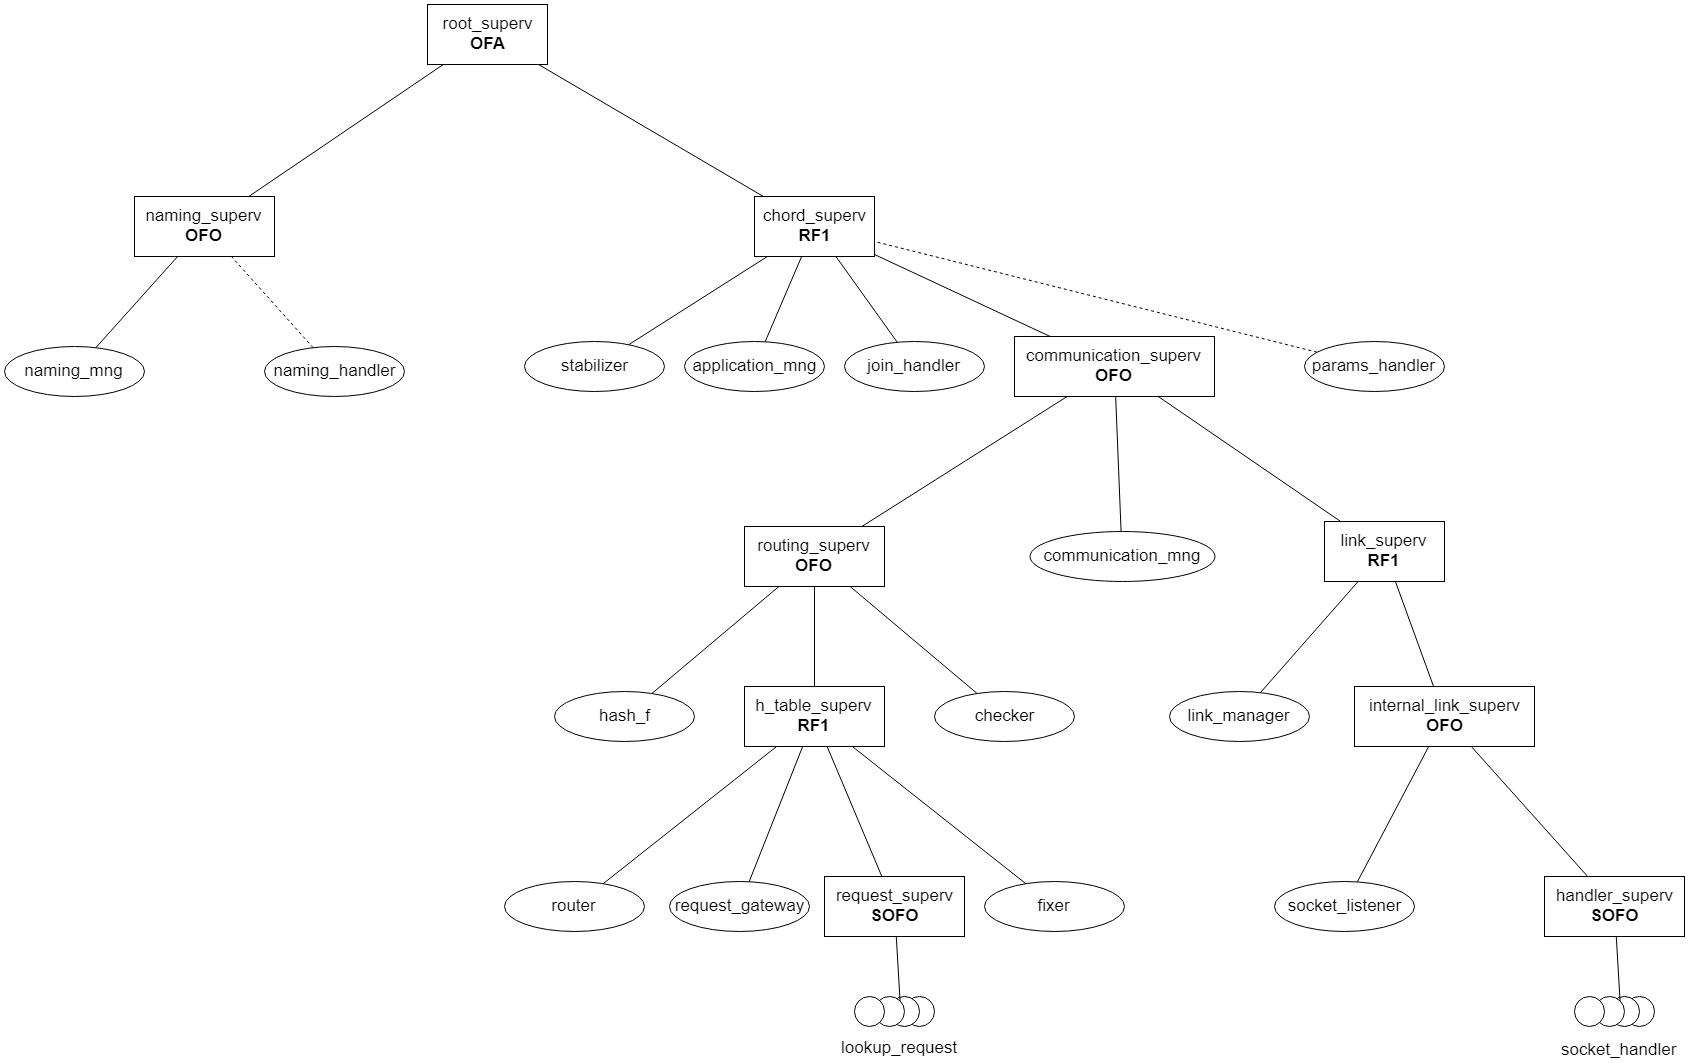 root_superv
OFA
naming_superv
OFO
chord_superv
RF1
naming_mng
naming_handler
stabilizer
application_mng
join_handler
communication_superv
OFO
params_handler
routing_superv
OFO
communication_mng
link_superv
RF1
hash_f
h_table_superv
RF1
checker
link_manager
internal_link_superv
OFO
router
request_gateway
request_superv
SOFO
fixer
socket_listener
handler_superv
SOFO
lookup_request
socket_handler